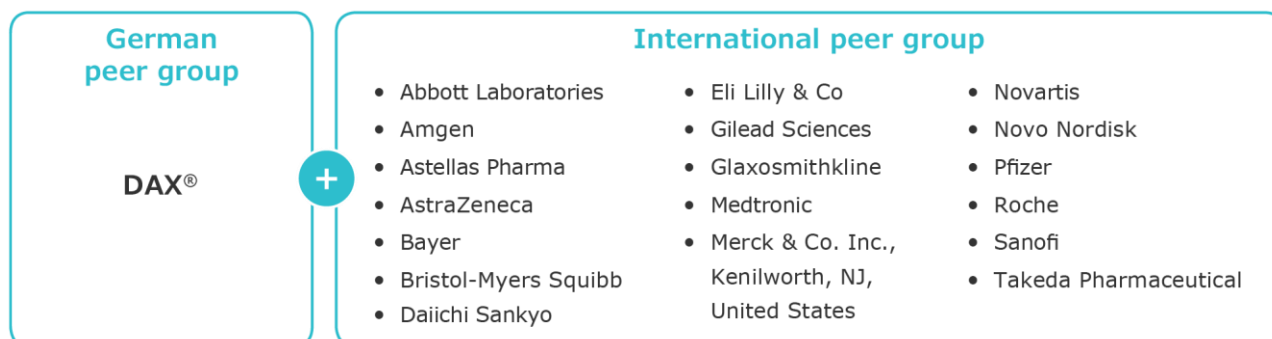 German
peer group
DAX®
+
International peer group
• Abbott Laboratories
• Amgen
• Astellas Pharma
• AstraZeneca
• Bayer
• Bristol-Myers Squibb
• Daiichi Sankyo
• Eli Lilly & Co
• Gilead Sciences
• Glaxosmithkline
• Medtronic
• Merck & Co. Inc.,
Kenilworth, NJ,
United States
• Novartis
• Novo Nordisk
• Pfizer
• Roche
• Sanofi
• Takeda Pharmaceutical